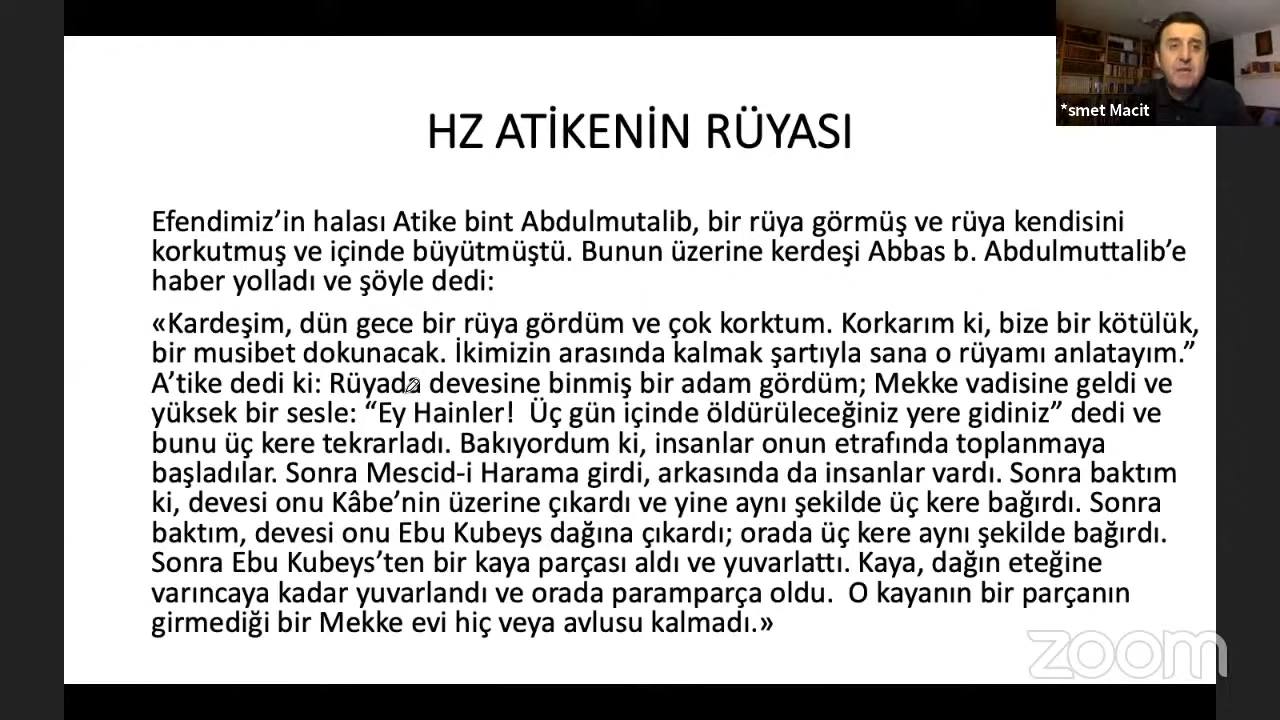 *smet Macit
HZ ATİKENİN RÜYASI
Efendimiz’in halası Atike bint Abdulmutalib, bir rüya görmüş ve rüya kendisini
korkutmuş ve içinde büyütmüştü. Bunun üzerine kerdeşi Abbas b. Abdulmuttalib’e
haber yolladı ve şöyle dedi:
«Kardeşim, dün gece bir rüya gördüm ve çok korktum. Korkarım ki, bize bir kötülük,
bir musibet dokunacak. İkimizin arasında kalmak şartıyla sana o rüyamı anlatayım.”
A’tike dedi ki: Rüyada devesine binmiş bir adam gördüm; Mekke vadisine geldi ve
yüksek bir sesle: “Ey Hainler!  Üç gün içinde öldürüleceğiniz yere gidiniz” dedi ve
bunu üç kere tekrarladı. Bakıyordum ki, insanlar onun etrafında toplanmaya
başladılar. Sonra Mescid-i Harama girdi, arkasında da insanlar vardı. Sonra baktım
ki, devesi onu Kâbe’nin üzerine çıkardı ve yine aynı şekilde üç kere bağırdı. Sonra
baktım, devesi onu Ebu Kubeys dağına çıkardı; orada üç kere aynı şekilde bağırdı.
Sonra Ebu Kubeys’ten bir kaya parçası aldı ve yuvarlattı. Kaya, dağın eteğine
varıncaya kadar yuvarlandı ve orada paramparça oldu.  O kayanın bir parçanın
girmediği bir Mekke evi hiç veya avlusu kalmadı.»
zoom